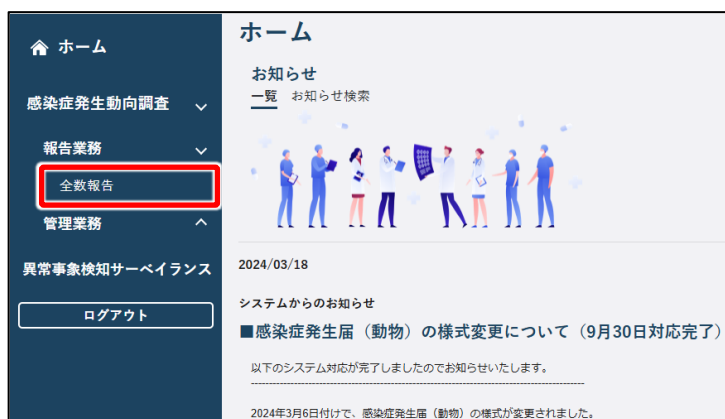 ホーム
感染症発生動向調査
報告業務
全数報告
管理業務
異常事象検知サーベイランス
ログアウト
ホーム
お知らせ
一覧 お知らせ検索
2024/03/18
システムからのお知らせ
■感染症発生届（動物）の様式変更について（9月30日対応完了）
以下のシステム対応が完了しましたのでお知らせいたします。
2024年3月6日付けで、感染症発生届（動物）の様式が変更されました。